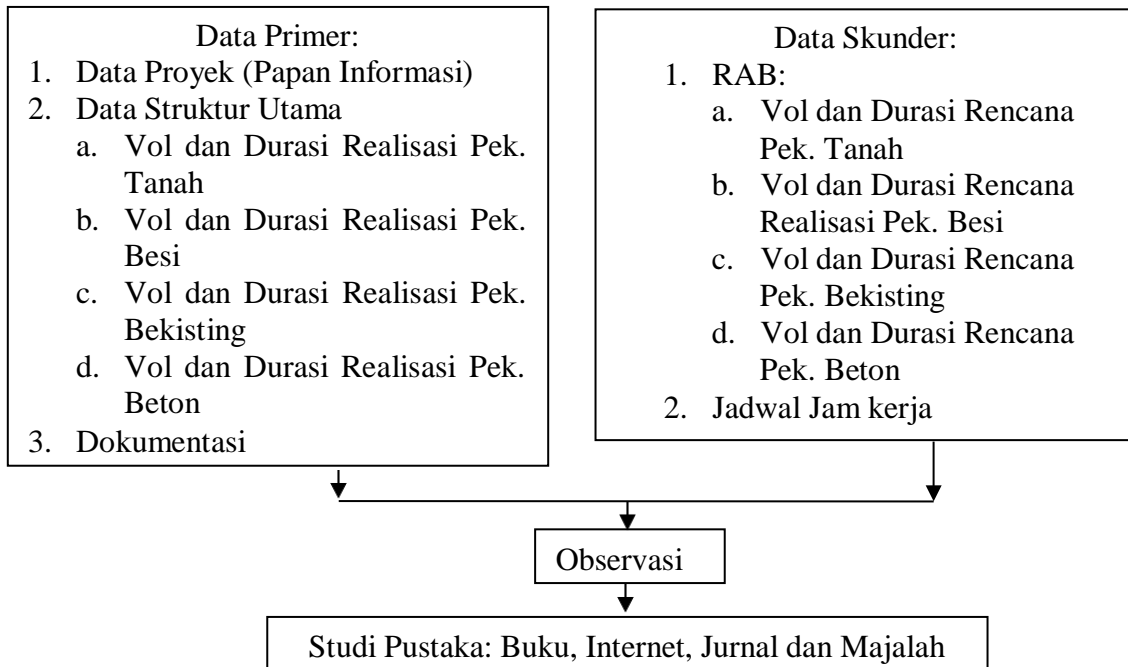 Data Primer:
1. Data Proyek (Papan Informasi)
2. Data Struktur Utama
a. Vol dan Durasi Realisasi Pek.
Tanah
b. Vol dan Durasi Realisasi Pek.
Besi
c. Vol dan Durasi Realisasi Pek.
Bekisting
d. Vol dan Durasi Realisasi Pek.
Beton
3. Dokumentasi
Data Skunder:
1. RAB:
a. Vol dan Durasi Rencana
Pek. Tanah
b. Vol dan Durasi Rencana
Realisasi Pek. Besi
c. Vol dan Durasi Rencana
Pek. Bekisting
d. Vol dan Durasi Rencana
Pek. Beton
2. Jadwal Jam kerja
Observasi
Studi Pustaka: Buku, Internet, Jurnal dan Majalah